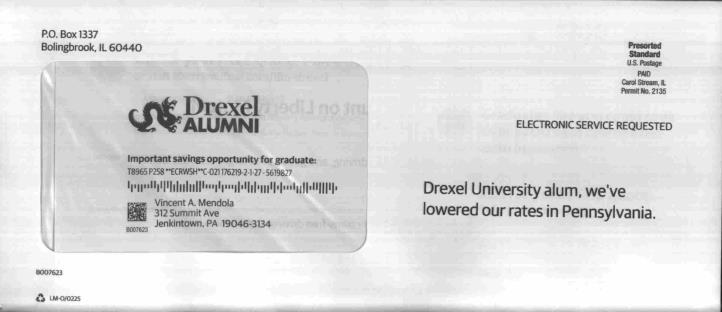 P.O. Box 1337
Bolingbrook, IL 60440
Presorted
Standard
U.S. Postage
PAID
Carol Stream, IL
Permit No. 2135
ELECTRONIC SERVICE REQUESTED
Drexel
ALUMNI
Important savings opportunity for graduate:
T8965 P258 **ECRWSH**C-021 176219-2-1-27 - 5619827
Vincent A. Mendola
312 Summit Ave
Jenkintown, PA 19046-3134
B007623
Drexel University alum, we've
lowered our rates in Pennsylvania.
B007623
LM-O/0225